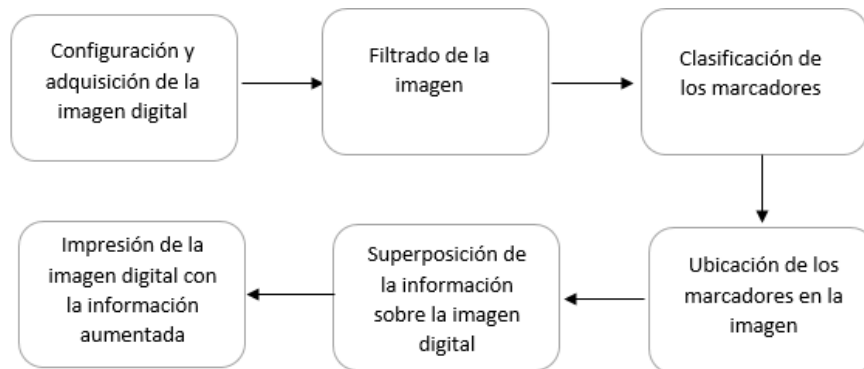 Configuración y
adquisición de la
imagen digital
Filtrado de la
imagen
Clasificación de
los marcadores
Ubicación de los
marcadores en la
imagen
Superposición de
la información
sobre la imagen
digital
Impresión de la
imagen digital con
la información
aumentada